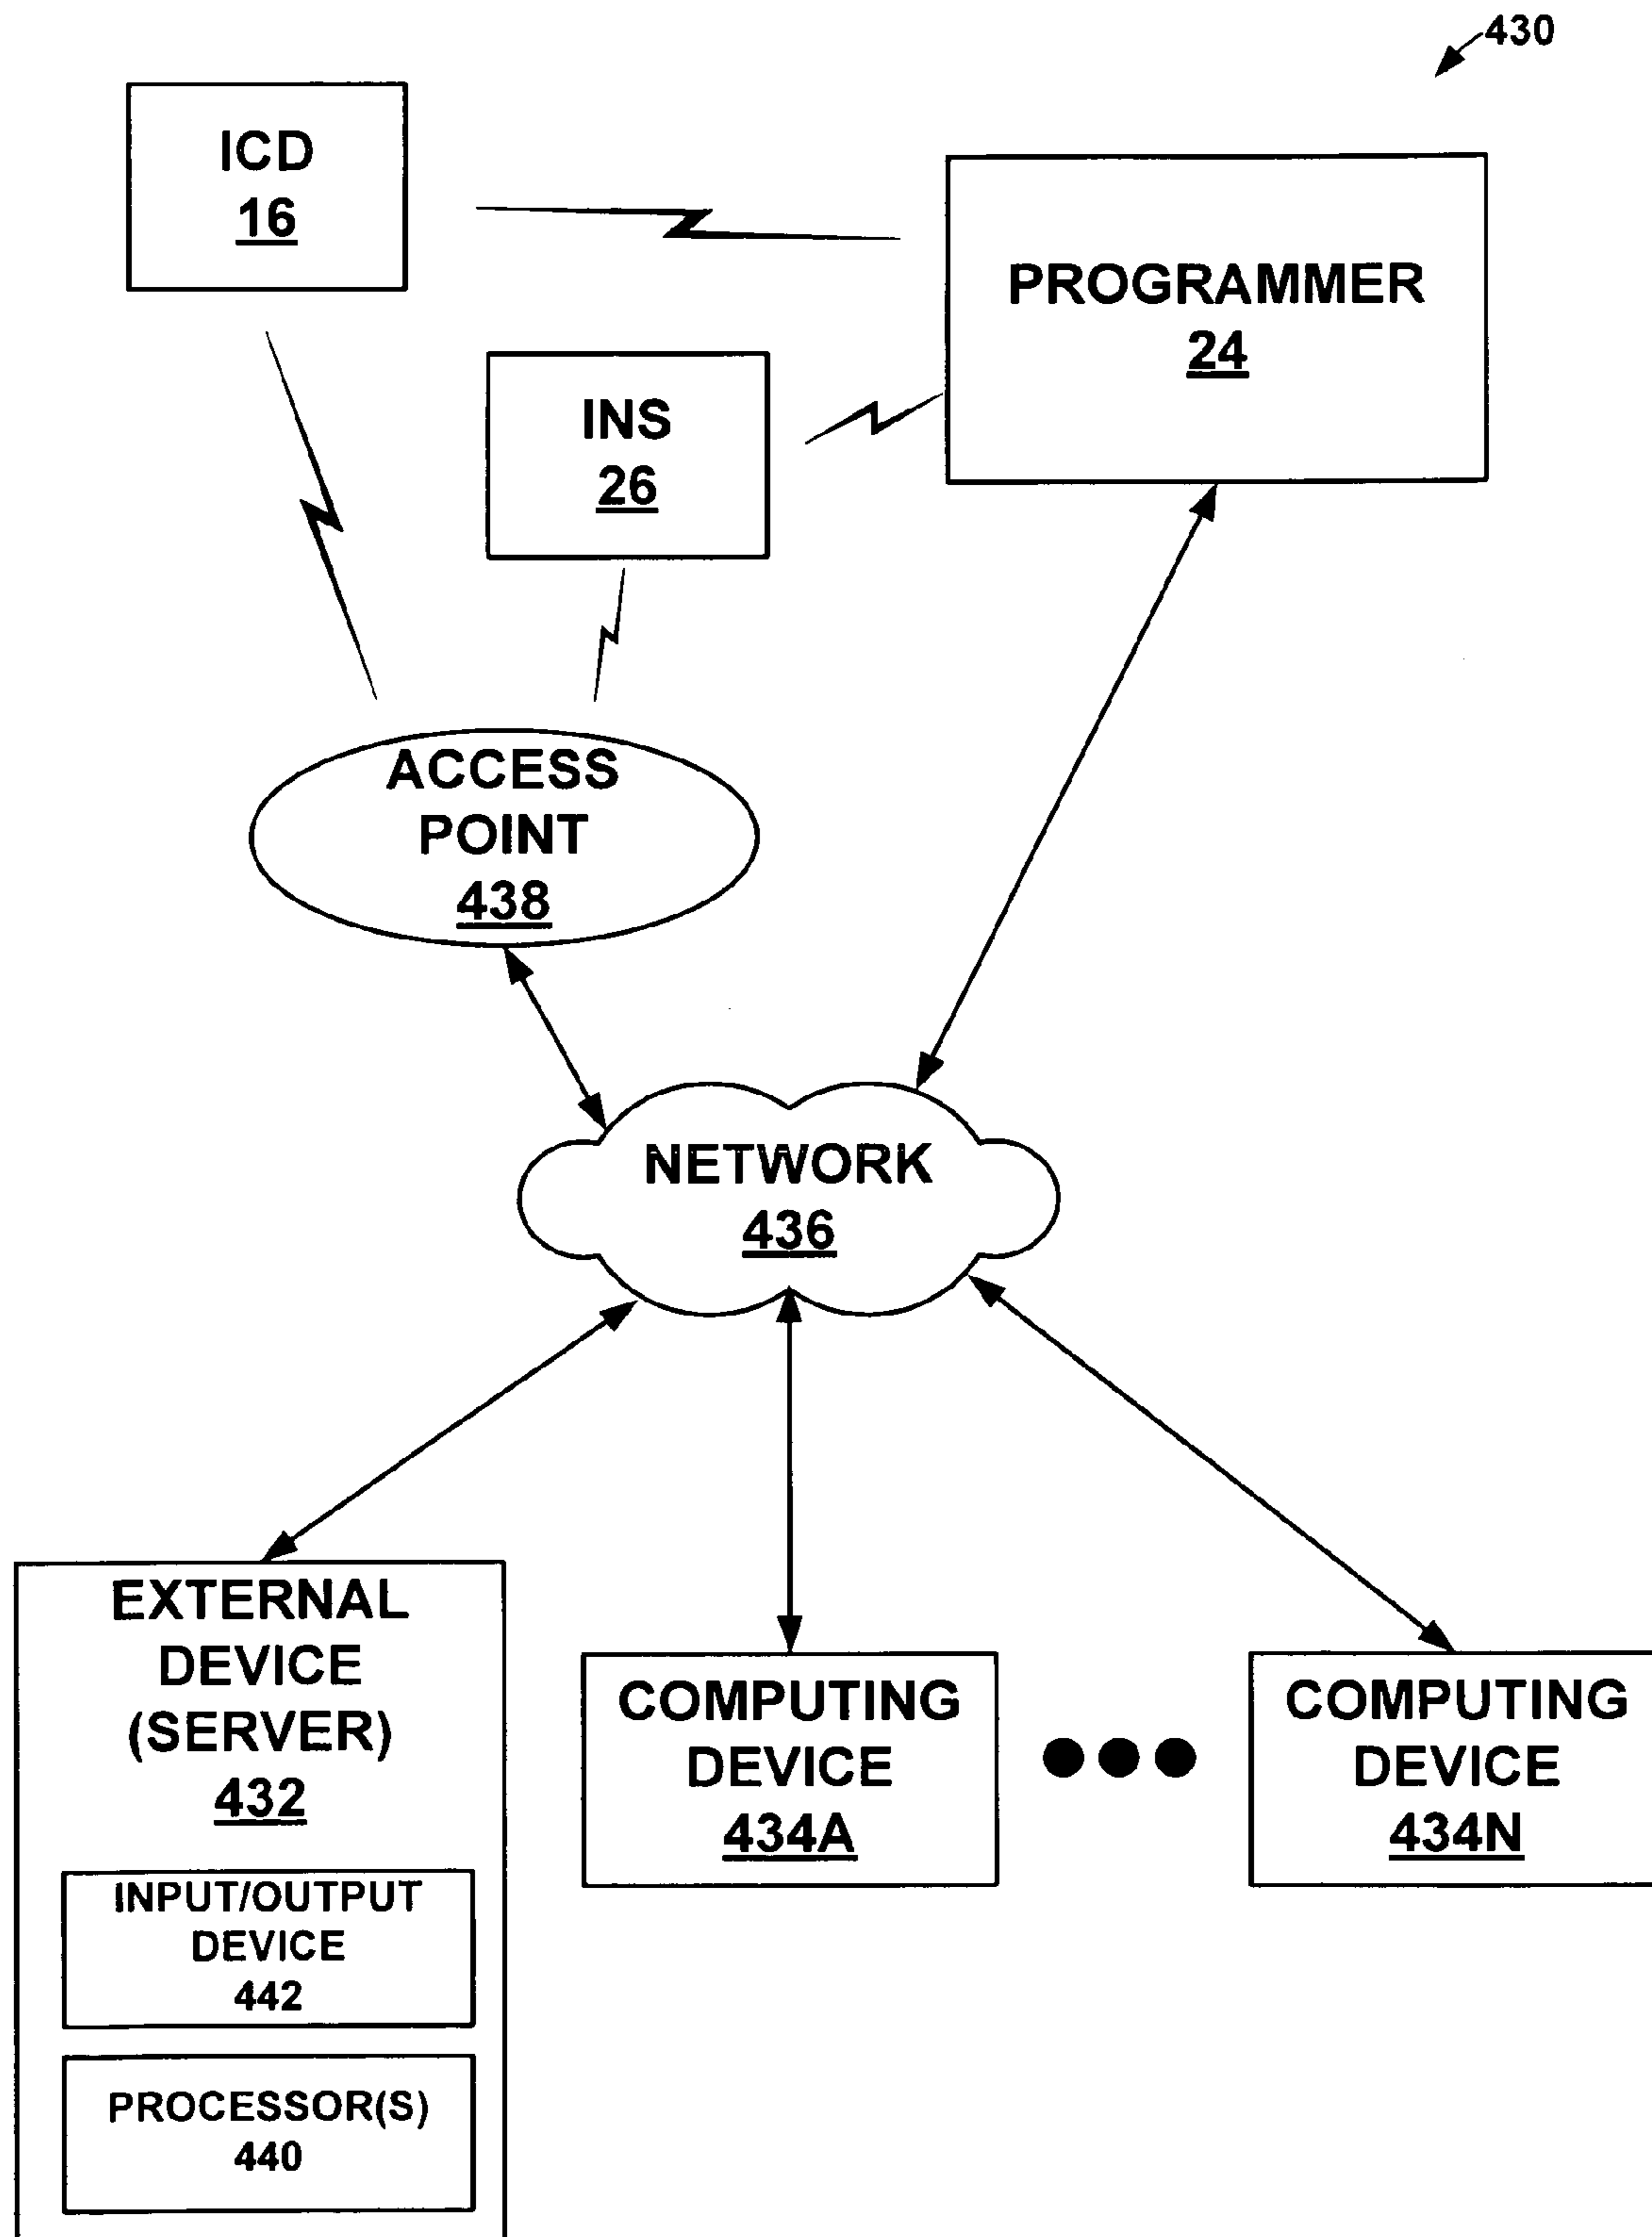 430
ICD
16
PROGRAMMER
24
INS
26
ACCESS
POINT
438
NETWORK
436
EXTERNAL
DEVICE
(SERVER)
432
INPUT/OUTPUT
DEVICE
442
PROCESSOR(S)
440
COMPUTING
DEVICE
434A
COMPUTING
DEVICE
434N